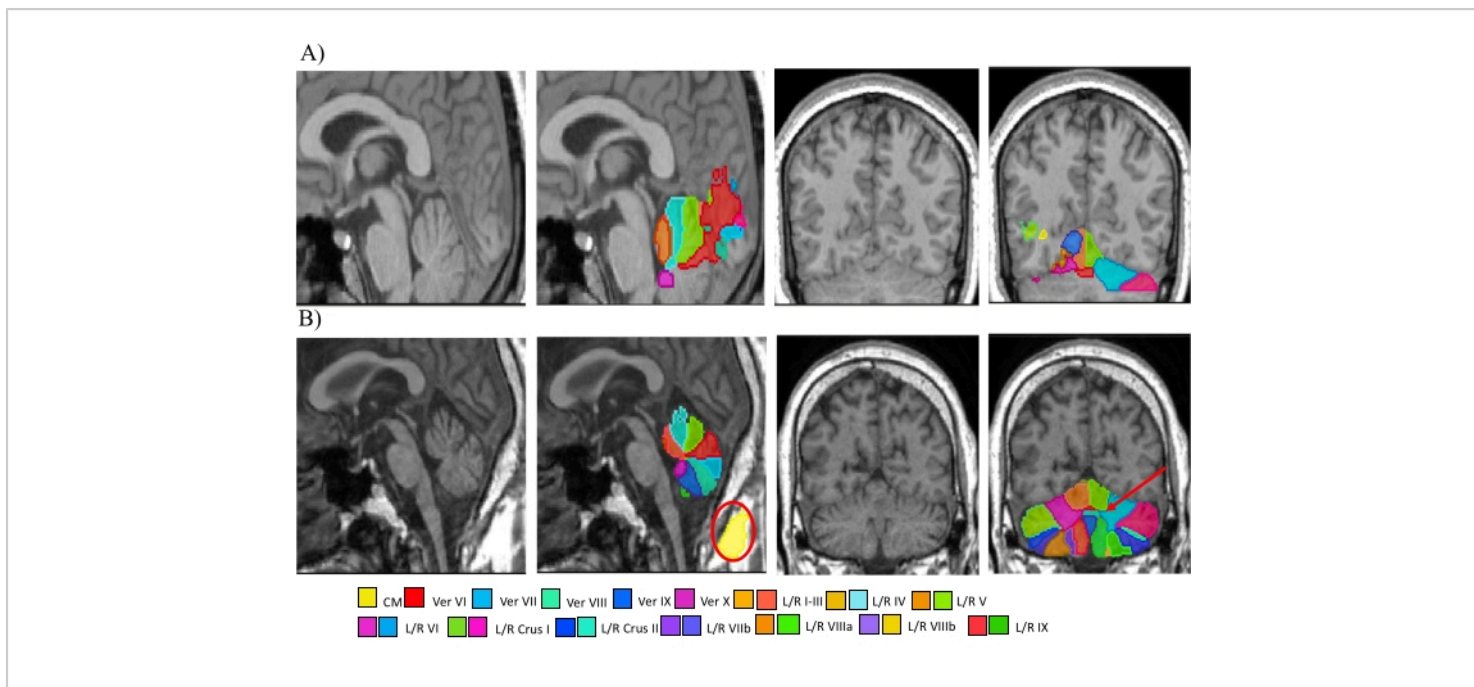 A)
B)
CM Ver VI Ver VII Ver VIII Ver IX Ver X L/R I-III L/R IV L/R V
L/R VI L/R Crus I L/R Crus II L/R VIIb L/R VIIIa L/R VIIIb L/R IX